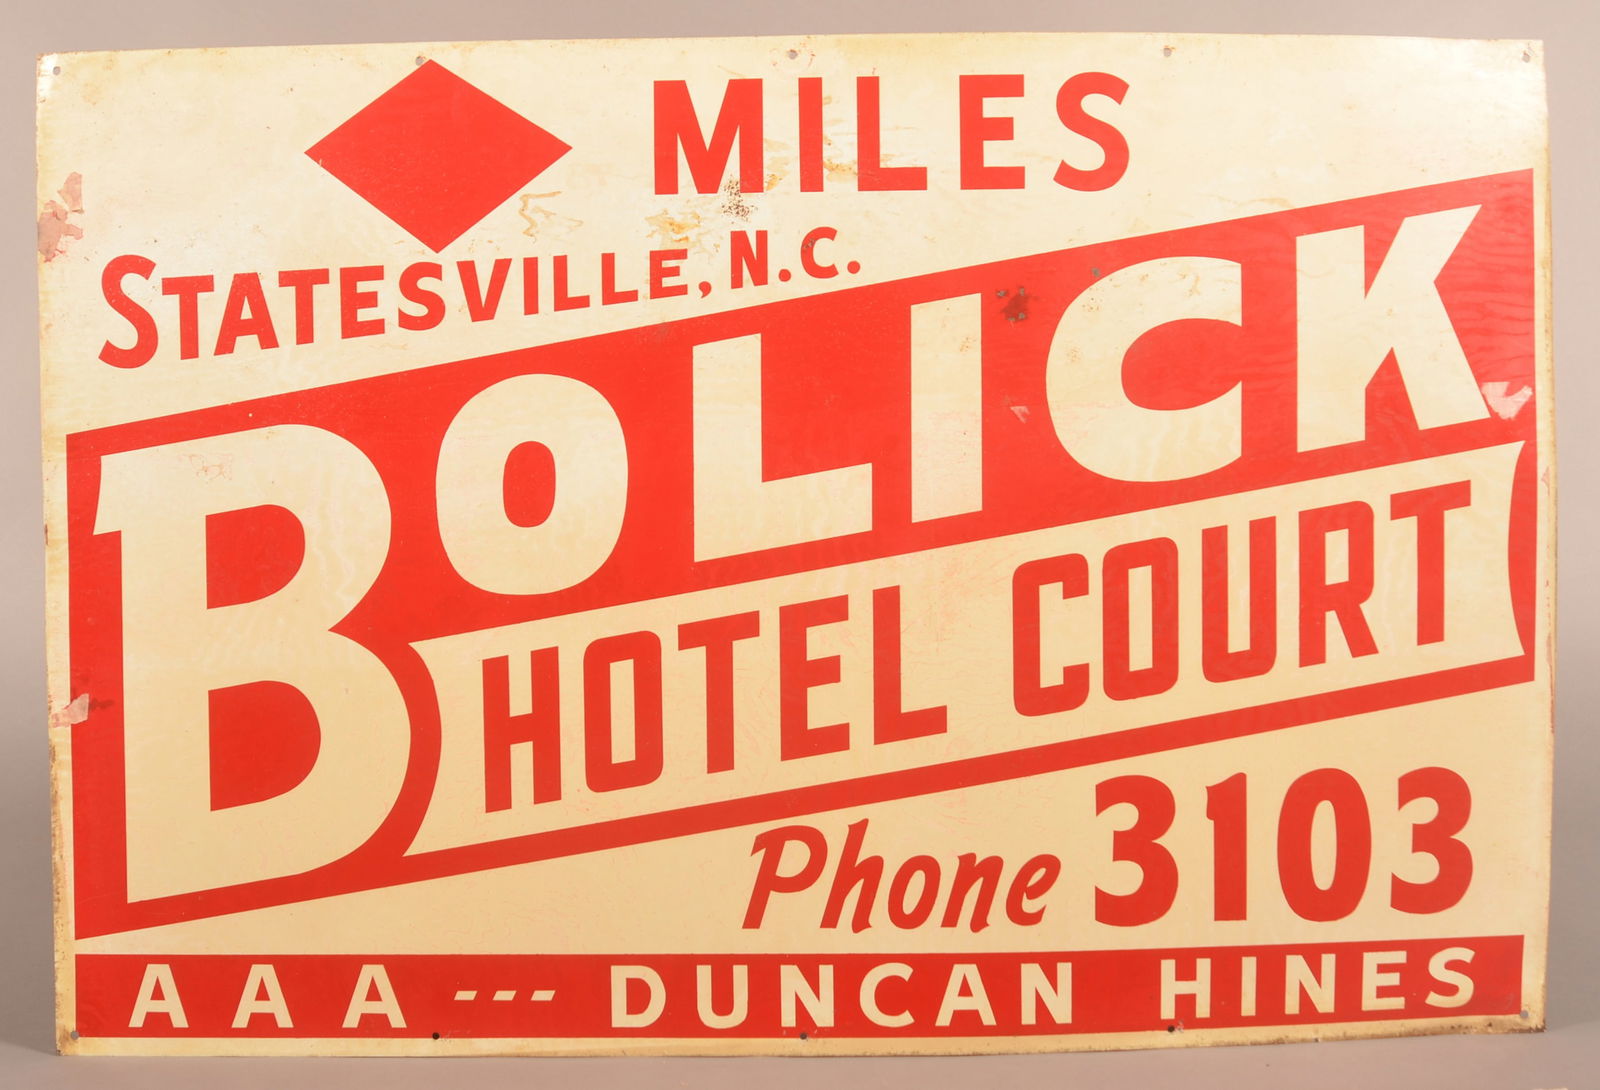 MILES
STATESVILLE, N.C.
BOLICK
HOTEL COURT
Phone 3103
AAA --- DUNCAN HINES